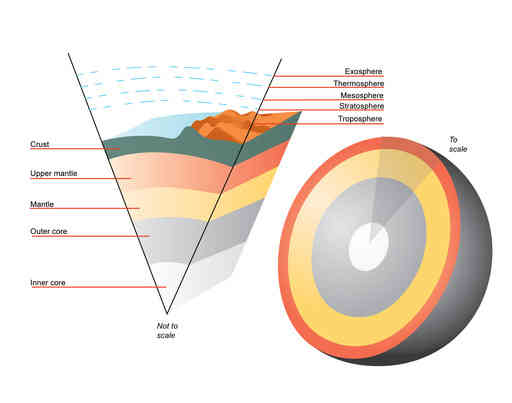 Exosphere
Thermosphere
Mesosphere
Stratosphere
Troposphere
Crust
Upper mantle
Mantle
Outer core
Inner core
Not to
scale
To
scale